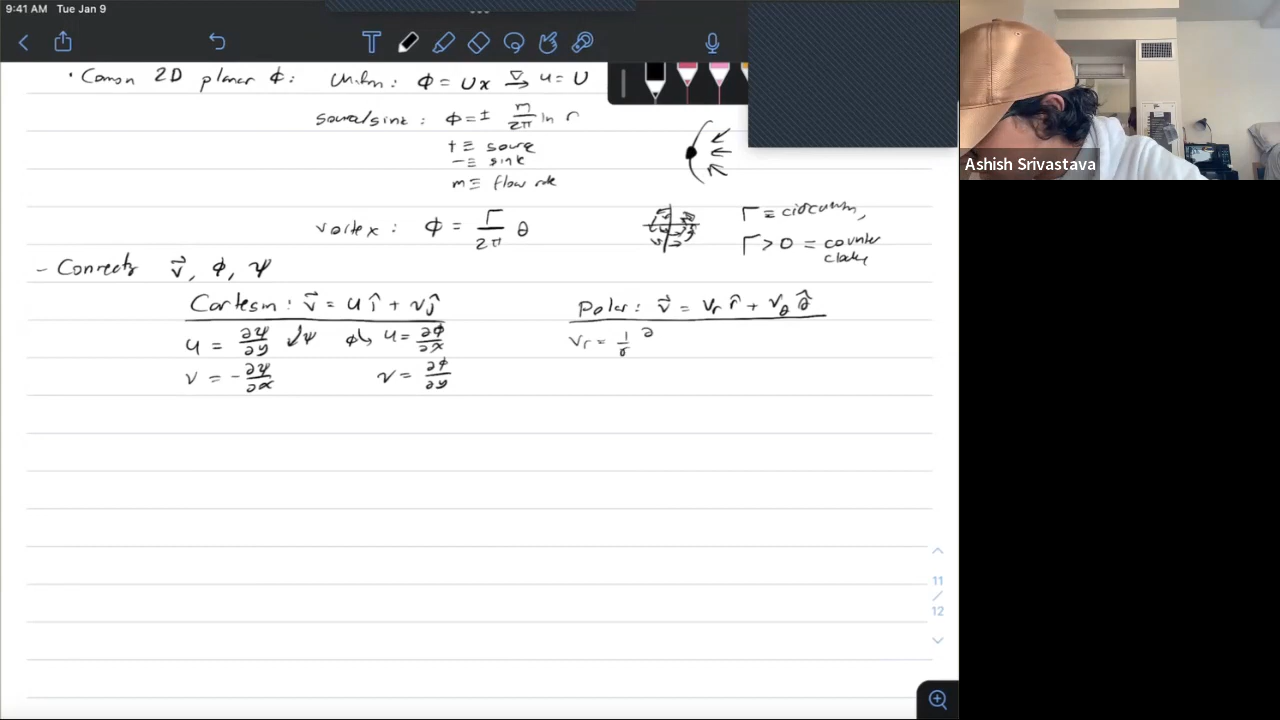 9:41 AM Tue Jan 9
· Common 2D planar ϕ: Uniform: ϕ = Ux ∇→ u = U
source/sink: ϕ = ± m/2π ln r
+ ≡ source
− ≡ sink
m ≡ flow rate
vortex: ϕ = Γ/2π θ
Γ ≡ circulation,
Γ > 0 = counter
clock
- Connects v⃗, ϕ, ψ
Cartesian: v⃗ = u î + v ĵ
u = ∂ψ/∂y ↓ψ ϕ↳ u = ∂ϕ/∂x
v = -∂ψ/∂x v = ∂ϕ/∂y
Polar: v⃗ = vr r̂ + vθ θ̂
vr = 1/r ∂
11
/
12
Ashish Srivastava